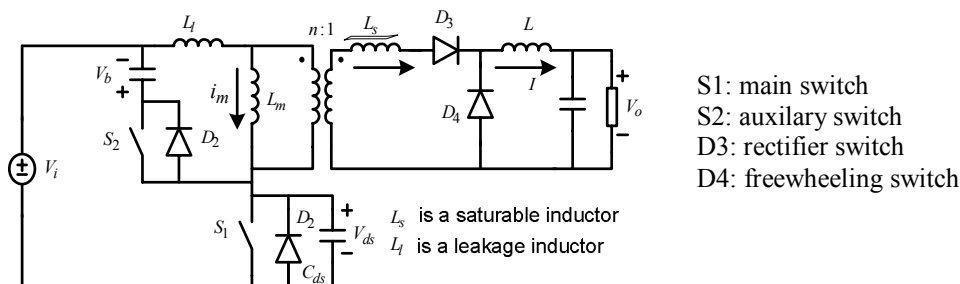 L_l
n:1
L_s
D_3
L
V_b
i_m
L_m
I
D_4
V_o
S_2
D_2
V_i
S_1
D_2
V_ds
C_ds
L_s is a saturable inductor
L_l is a leakage inductor
S1: main switch
S2: auxilary switch
D3: rectifier switch
D4: freewheeling switch